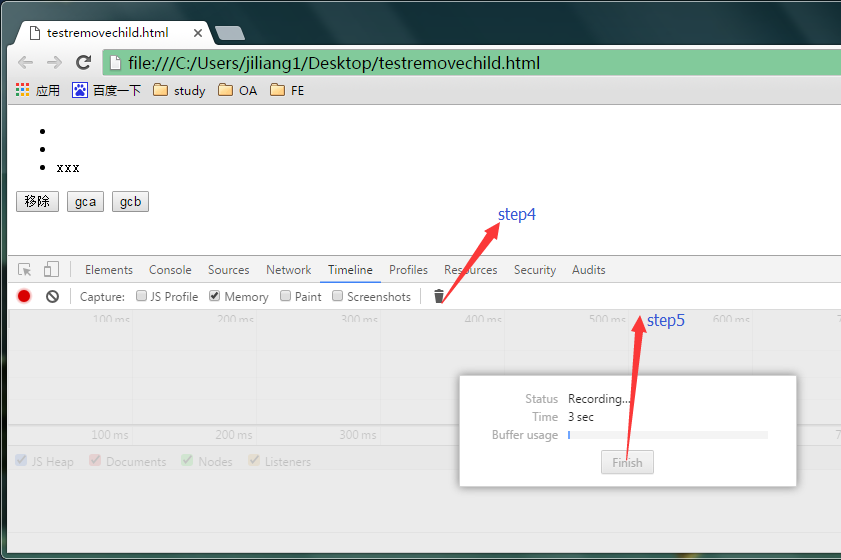 testremovechild.html
file:///C:/Users/jiliang1/Desktop/testremovechild.html
应用 百度一下 study OA FE
xxx
移除 gca gcb
step4
Elements Console Sources Network Timeline Profiles Resources Security Audits
Capture: JS Profile Memory Paint Screenshots
100 ms 200 ms 300 ms 400 ms 500 ms 600 ms 7
step5
Status Recording...
Time 3 sec
Buffer usage
100 ms 200 ms 300 ms 7
Finish
JS Heap Documents Nodes Listeners